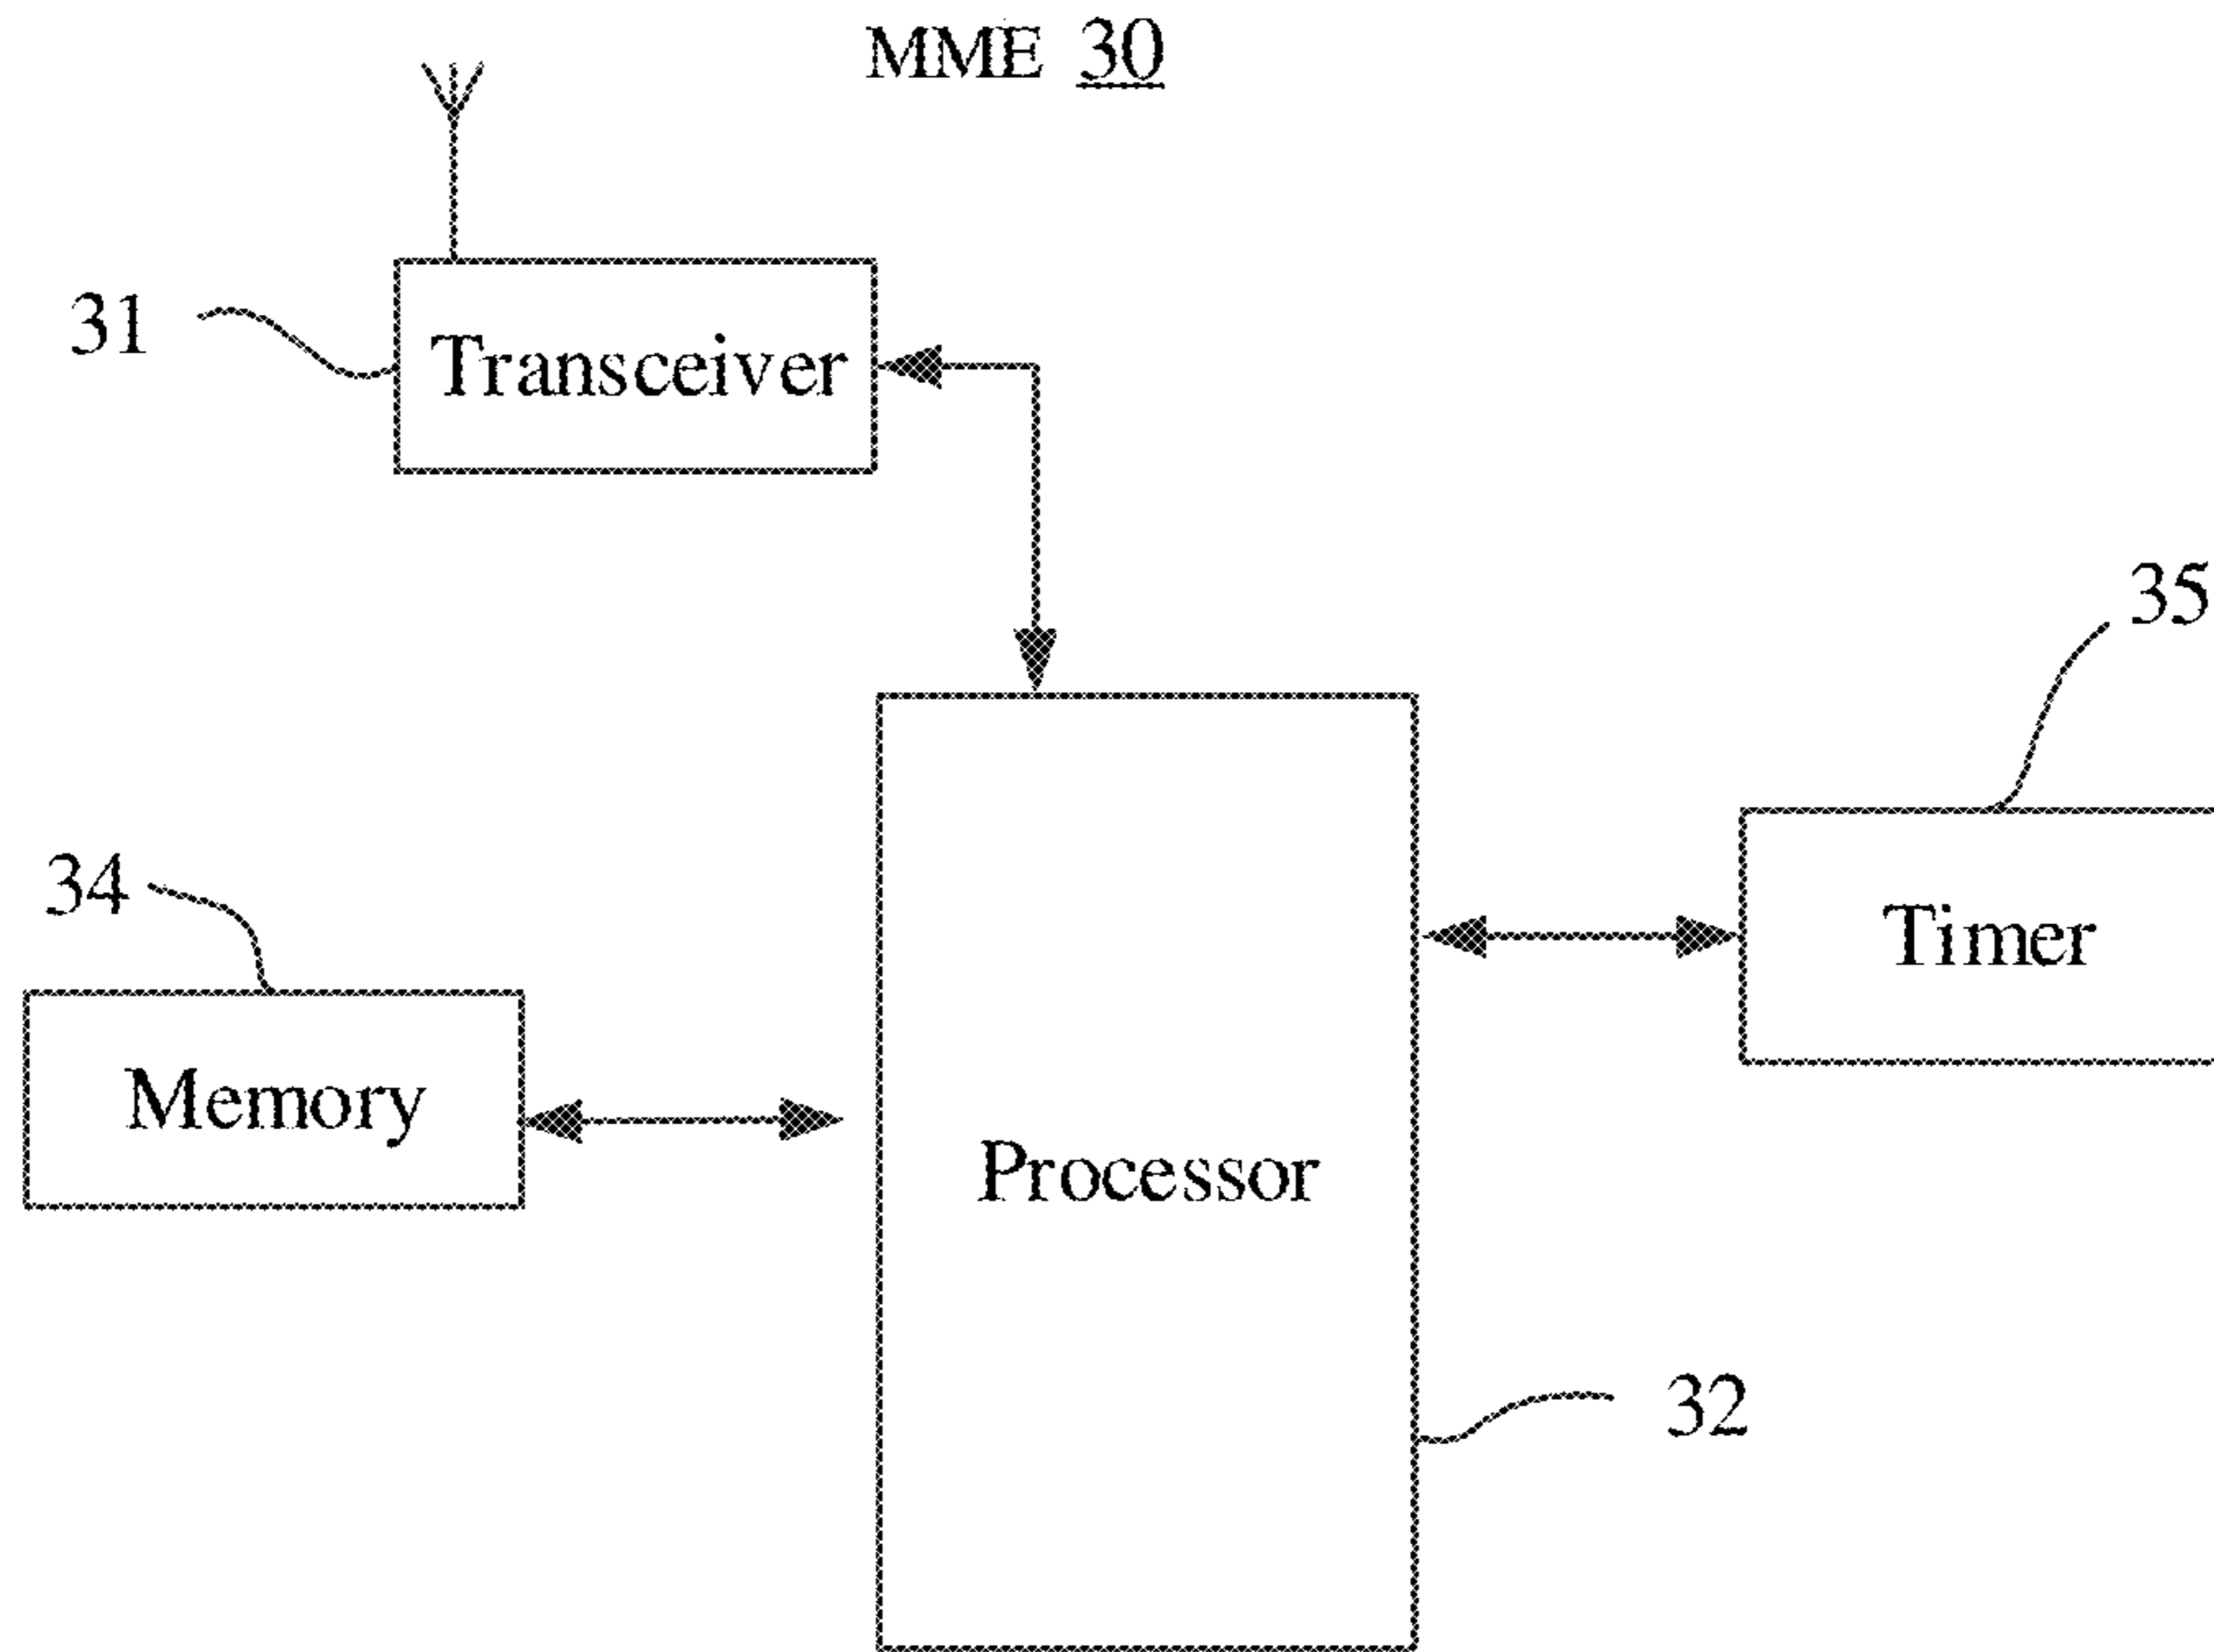 MME 30
31
Transceiver
35
34
Timer
Memory
Processor
32